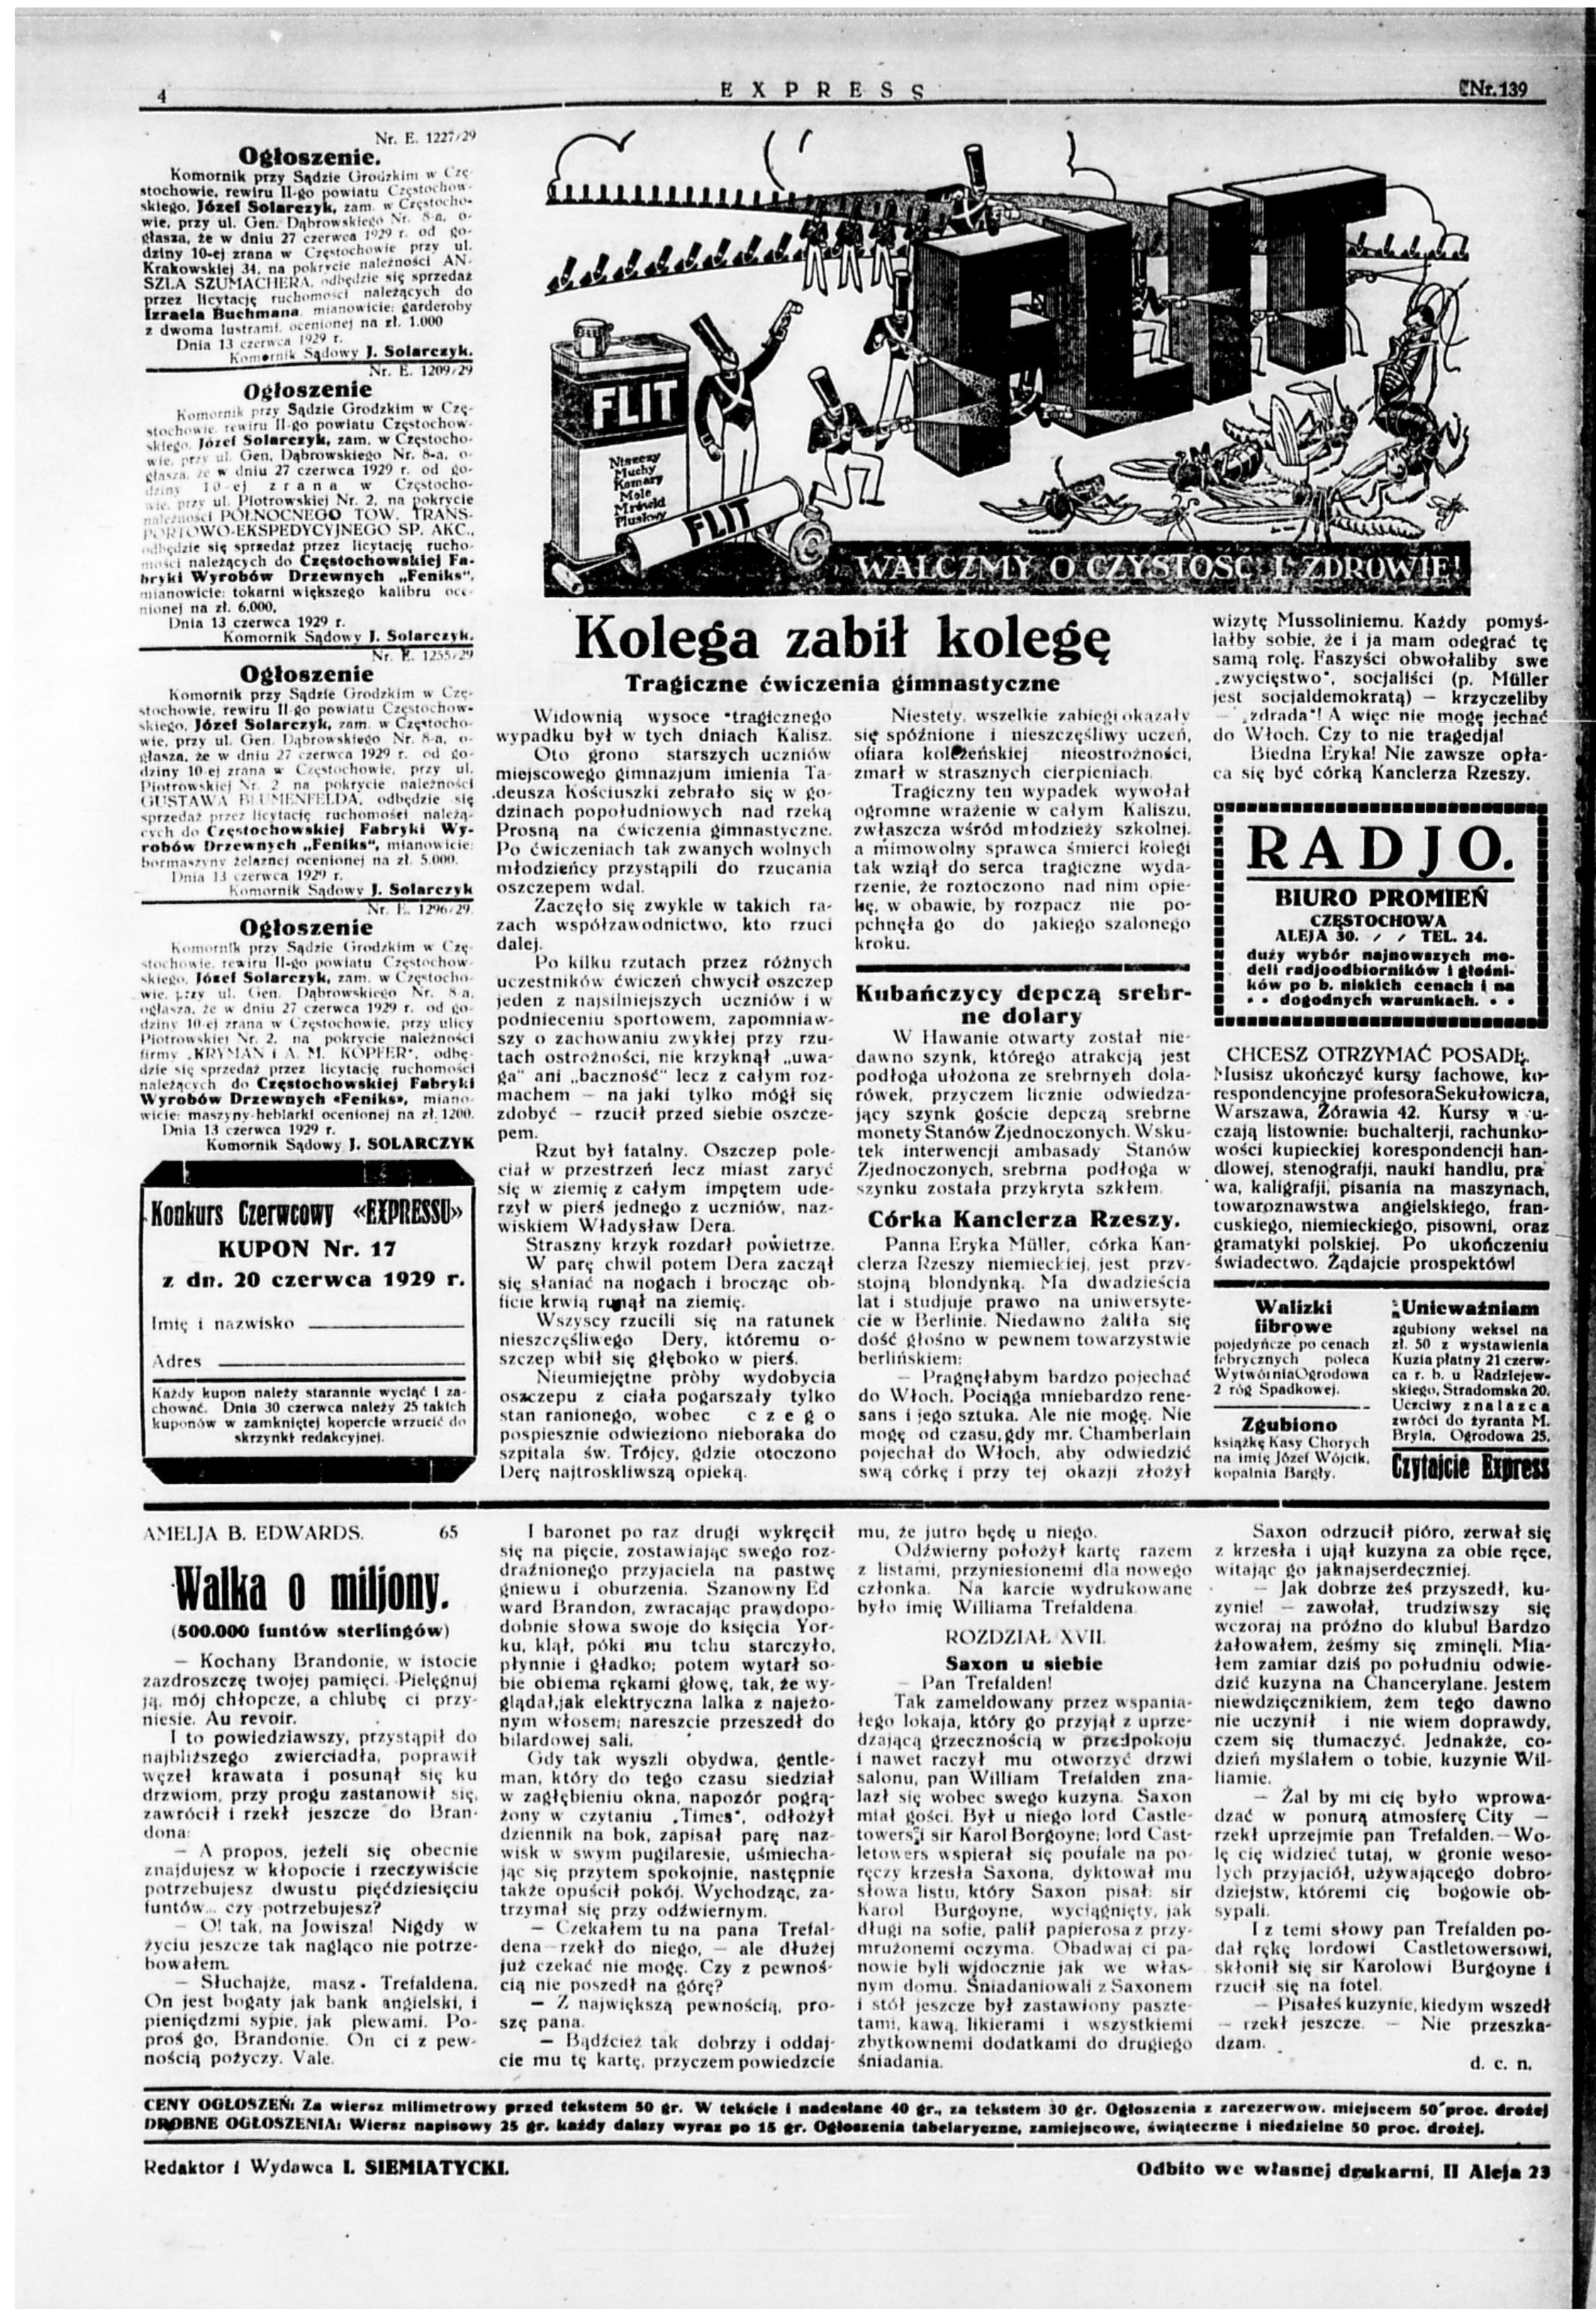 4
EXPRESS
Nr. 139
Nr. E. 1227/29
Ogłoszenie.
Komornik przy Sądzie Grodzkim w Czę-
stochowie, rewiru II-go powiatu Częstochow-
skiego, Józef Solarczyk, zam. w Częstocho-
wie, przy ul. Gen. Dąbrowskiego Nr. 8-a, o-
głasza, że w dniu 27 czerwca 1929 r. od go-
dziny 10-ej zrana w Częstochowie przy ul.
Krakowskiej 34, na pokrycie należności AN-
SZLA SZUMACHERA, odbędzie się sprzedaż
przez licytację ruchomości należących do
Izraela Buchmana, mianowicie: garderoby
z dwoma lustrami, ocenionej na zł. 1.000
Dnia 13 czerwca 1929 r.
Komornik Sądowy J. Solarczyk.
Nr. E. 1209/29
Ogłoszenie
Komornik przy Sądzie Grodzkim w Czę-
stochowie, rewiru II-go powiatu Częstochow-
skiego, Józef Solarczyk, zam. w Częstocho-
wie, przy ul. Gen. Dąbrowskiego Nr. 8-a, o-
głasza, że w dniu 27 czerwca 1929 r. od go-
dziny 10-ej zrana w Częstocho-
wie, przy ul. Piotrowskiej Nr. 2, na pokrycie
należności PÓŁNOCNEGO TOW. TRANS-
PORTOWO-EKSPEDYCYJNEGO SP. AKC.,
odbędzie się sprzedaż przez licytację rucho-
mości należących do Częstochowskiej Fa-
bryki Wyrobów Drzewnych „Feniks“,
mianowicie: tokarni większego kalibru oce-
nionej na zł. 6.000,
Dnia 13 czerwca 1929 r.
Komornik Sądowy J. Solarczyk.
Nr. E. 1255/29
Ogłoszenie
Komornik przy Sądzie Grodzkim w Czę-
stochowie, rewiru II-go powiatu Częstochow-
skiego, Józef Solarczyk, zam. w Częstocho-
wie, przy ul. Gen. Dąbrowskiego Nr. 8-a, o-
głasza, że w dniu 27 czerwca 1929 r. od go-
dziny 10-ej zrana w Częstochowie, przy ul.
Piotrowskiej Nr. 2 na pokrycie należności
GUSTAWA BLUMENFELDA, odbędzie się
sprzedaż przez licytację ruchomości należą-
cych do Częstochowskiej Fabryki Wy-
robów Drzewnych „Feniks“, mianowicie:
bormaszyny żelaznej ocenionej na zł. 5.000.
Dnia 13 czerwca 1929 r.
Komornik Sądowy J. Solarczyk
Nr. E. 1296/29
Ogłoszenie
Komornik przy Sądzie Grodzkim w Czę-
stochowie, rewiru II-go powiatu Częstochow-
skiego, Józef Solarczyk, zam. w Częstocho-
wie, przy ul. Gen. Dąbrowskiego Nr. 8 a,
ogłasza, że w dniu 27 czerwca 1929 r. od go-
dziny 10-ej zrana w Częstochowie, przy ulicy
Piotrowskiej Nr. 2, na pokrycie należności
firmy „KRYMAN i A. M. KOPFER“, odbę-
dzie się sprzedaż przez licytację ruchomości
należących do Częstochowskiej Fabryki
Wyrobów Drzewnych «Feniks», miano-
wicie: maszyny-heblarki ocenionej na zł. 1200.
Dnia 13 czerwca 1929 r.
Komornik Sądowy J. SOLARCZYK
Konkurs Czerwcowy «EXPRESSU»
KUPON Nr. 17
z dn. 20 czerwca 1929 r.
Imię i nazwisko
Adres
Każdy kupon należy starannie wyciąć i za-
chować. Dnia 30 czerwca należy 25 takich
kuponów w zamkniętej kopercie wrzucić do
skrzynki redakcyjnej.
FLIT
FLIT
Niszczy
Muchy
Komary
Mole
Mrówki
Pluskwy
FLIT
WALCZMY O CZYSTOŚĆ I ZDROWIE!
Kolega zabił kolegę
Tragiczne ćwiczenia gimnastyczne
Widownią wysoce tragicznego
wypadku był w tych dniach Kalisz.
Oto grono starszych uczniów
miejscowego gimnazjum imienia Ta-
deusza Kościuszki zebrało się w go-
dzinach popołudniowych nad rzeką
Prosną na ćwiczenia gimnastyczne.
Po ćwiczeniach tak zwanych wolnych
młodzieńcy przystąpili do rzucania
oszczepem wdal.
Zaczęło się zwykle w takich ra-
zach współzawodnictwo, kto rzuci
dalej.
Po kilku rzutach przez różnych
uczestników ćwiczeń chwycił oszczep
jeden z najsilniejszych uczniów i w
podnieceniu sportowem, zapomniaw-
szy o zachowaniu zwykłej przy rzu-
tach ostrożności, nie krzyknął „uwa-
ga“ ani „baczność“ lecz z całym roz-
machem — na jaki tylko mógł się
zdobyć — rzucił przed siebie oszcze-
pem.
Rzut był fatalny. Oszczep pole-
ciał w przestrzeń lecz miast zaryć
się w ziemię z całym impętem ude-
rzył w pierś jednego z uczniów, naz-
wiskiem Władysław Dera.
Straszny krzyk rozdarł powietrze.
W parę chwil potem Dera zaczął
się słaniać na nogach i brocząc ob-
ficie krwią runął na ziemię.
Wszyscy rzucili się na ratunek
nieszczęśliwego Dery, któremu o-
szczep wbił się głęboko w pierś.
Nieumiejętne próby wydobycia
oszczepu z ciała pogarszały tylko
stan ranionego, wobec czego
pospiesznie odwieziono nieboraka do
szpitala św. Trójcy, gdzie otoczono
Derę najtroskliwszą opieką.
Niestety, wszelkie zabiegi okazały
się spóźnione i nieszczęśliwy uczeń,
ofiara koleżeńskiej nieostrożności,
zmarł w strasznych cierpieniach.
Tragiczny ten wypadek wywołał
ogromne wrażenie w całym Kaliszu,
zwłaszcza wśród młodzieży szkolnej,
a mimowolny sprawca śmierci kolegi
tak wziął do serca tragiczne wyda-
rzenie, że roztoczono nad nim opie-
kę, w obawie, by rozpacz nie po-
pchnęła go do jakiego szalonego
kroku.
Kubańczycy depczą srebr-
ne dolary
W Hawanie otwarty został nie-
dawno szynk, którego atrakcją jest
podłoga ułożona ze srebrnych dola-
rówek, przyczem licznie odwiedza-
jący szynk goście depczą srebrne
monety Stanów Zjednoczonych. Wsku-
tek interwencji ambasady Stanów
Zjednoczonych, srebrna podłoga w
szynku została przykryta szkłem.
Córka Kanclerza Rzeszy.
Panna Eryka Müller, córka Kan-
clerza Rzeszy niemieckiej, jest przy-
stojną blondynką. Ma dwadzieścia
lat i studjuje prawo na uniwersyte-
cie w Berlinie. Niedawno żaliła się
dość głośno w pewnem towarzystwie
berlińskiem:
— Pragnęłabym bardzo pojechać
do Włoch. Pociąga mniebardzo rene-
sans i jego sztuka. Ale nie mogę. Nie
mogę od czasu, gdy mr. Chamberlain
pojechał do Włoch, aby odwiedzić
swą córkę i przy tej okazji złożył
wizytę Mussoliniemu. Każdy pomyś-
lałby sobie, że i ja mam odegrać tę
samą rolę. Faszyści obwołaliby swe
„zwycięstwo“, socjaliści (p. Müller
jest socjaldemokratą) — krzyczeliby
— „zdrada“! A więc nie mogę jechać
do Włoch. Czy to nie tragedja!
Biedna Eryka! Nie zawsze opła-
ca się być córką Kanclerza Rzeszy.
RADJO.
BIURO PROMIEŃ
CZĘSTOCHOWA
ALEJA 30. / / TEL. 24.
duży wybór najnowszych mo-
deli radjoodbiorników i głośni-
ków po b. niskich cenach i na
• • dogodnych warunkach. • •
CHCESZ OTRZYMAĆ POSADĘ.
Musisz ukończyć kursy fachowe, ko-
respondencyjne profesora Sekułowicza,
Warszawa, Żórawia 42. Kursy wyu-
czają listownie: buchalterji, rachunko-
wości kupieckiej korespondencji han-
dlowej, stenografji, nauki handlu, pra-
wa, kaligrafji, pisania na maszynach,
towaroznawstwa angielskiego, fran-
cuskiego, niemieckiego, pisowni, oraz
gramatyki polskiej. Po ukończeniu
świadectwo. Żądajcie prospektów!
Walizki
fibrowe
pojedyńcze po cenach
fabrycznych poleca
Wytwórnia Ogrodowa
2 róg Spadkowej.
Zgubiono
książkę Kasy Chorych
na imię Józef Wójcik,
kopalnia Bargły.
Unieważniam
zgubiony weksel na
zł. 50 z wystawienia
Kuzia płatny 21 czerw-
ca r. b. u Radziejew-
skiego, Stradomska 20.
Uczciwy znalazca
zwróci do żyranta M.
Bryla, Ogrodowa 25.
Czytajcie Express
AMELJA B. EDWARDS. 65
Walka o miljony.
(500.000 funtów sterlingów)
— Kochany Brandonie, w istocie
zazdroszczę twojej pamięci. Pielęgnuj
ją, mój chłopcze, a chlubę ci przy-
niesie. Au revoir.
I to powiedziawszy, przystąpił do
najbliższego zwierciadła, poprawił
węzeł krawata i posunął się ku
drzwiom, przy progu zastanowił się,
zawrócił i rzekł jeszcze do Bran-
dona:
— A propos, jeżeli się obecnie
znajdujesz w kłopocie i rzeczywiście
potrzebujesz dwustu pięćdziesięciu
funtów... czy potrzebujesz?
— O! tak, na Jowisza! Nigdy w
życiu jeszcze tak nagląco nie potrze-
bowałem.
— Słuchajże, masz Trefaldena.
On jest bogaty jak bank angielski, i
pieniędzmi sypie, jak plewami. Po-
proś go, Brandonie. On ci z pew-
nością pożyczy. Vale.
I baronet po raz drugi wykręcił
się na pięcie, zostawiając swego roz-
drażnionego przyjaciela na pastwę
gniewu i oburzenia. Szanowny Ed
ward Brandon, zwracając prawdopo-
dobnie słowa swoje do księcia Yor-
ku, klął, póki mu tchu starczyło,
płynnie i gładko; potem wytarł so-
bie obiema rękami głowę, tak, że wy-
glądał, jak elektryczna lalka z najeżo-
nym włosem; nareszcie przeszedł do
bilardowej sali.
Gdy tak wyszli obydwa, gentle-
man, który do tego czasu siedział
w zagłębieniu okna, napozór pogrą-
żony w czytaniu „Times“, odłożył
dziennik na bok, zapisał parę naz-
wisk w swym pugilaresie, uśmiecha-
jąc się przytem spokojnie, następnie
także opuścił pokój. Wychodząc, za-
trzymał się przy odźwiernym.
— Czekałem tu na pana Trefal-
dena — rzekł do niego, — ale dłużej
już czekać nie mogę. Czy z pewnoś-
cią nie poszedł na górę?
— Z największą pewnością, pro-
szę pana.
— Bądźcież tak dobrzy i oddaj-
cie mu tę kartę, przyczem powiedzcie
mu, że jutro będę u niego.
Odźwierny położył kartę razem
z listami, przyniesionemi dla nowego
członka. Na karcie wydrukowane
było imię Williama Trefaldena.
ROZDZIAŁ XVII.
Saxon u siebie
— Pan Trefalden!
Tak zameldowany przez wspania-
łego lokaja, który go przyjął z uprze-
dzającą grzecznością w przedpokoju
i nawet raczył mu otworzyć drzwi
salonu, pan William Trefalden zna-
lazł się wobec swego kuzyna. Saxon
miał gości. Był u niego lord Castle-
towers i sir Karol Borgoyne; lord Cast-
letowers wspierał się poufale na po-
ręczy krzesła Saxona, dyktował mu
słowa listu, który Saxon pisał; sir
Karol Burgoyne, wyciągnięty, jak
długi na sofie, palił papierosa z przy-
mrużonemi oczyma. Obadwaj ci pa-
nowie byli widocznie jak we włas-
nym domu. Śniadaniowali z Saxonem
i stół jeszcze był zastawiony paszte-
tami, kawą, likierami i wszystkiemi
zbytkownemi dodatkami do drugiego
śniadania.
Saxon odrzucił pióro, zerwał się
z krzesła i ujął kuzyna za obie ręce,
witając go jaknajserdeczniej.
— Jak dobrze żeś przyszedł, ku-
zynie! — zawołał, trudziwszy się
wczoraj na próżno do klubu! Bardzo
żałowałem, żeśmy się zminęli. Mia-
łem zamiar dziś po południu odwie-
dzić kuzyna na Chancerylane. Jestem
niewdzięcznikiem, żem tego dawno
nie uczynił i nie wiem doprawdy,
czem się tłumaczyć. Jednakże, co-
dzień myślałem o tobie, kuzynie Wil-
liamie.
— Żal by mi cię było wprowa-
dzać w ponurą atmosferę City —
rzekł uprzejmie pan Trefalden. — Wo-
lę cię widzieć tutaj, w gronie weso-
łych przyjaciół, używającego dobro-
dziejstw, któremi cię bogowie ob-
sypali.
I z temi słowy pan Trefalden po-
dał rękę lordowi Castletowersowi,
skłonił się sir Karolowi Burgoyne i
rzucił się na fotel.
— Pisałeś kuzynie, kiedym wszedł
— rzekł jeszcze. — Nie przeszka-
dzam.
d. c. n.
CENY OGŁOSZEŃ: Za wiersz milimetrowy przed tekstem 50 gr. W tekście i nadesłane 40 gr., za tekstem 30 gr. Ogłoszenia z zarezerwow. miejscem 50 proc. drożej
DROBNE OGŁOSZENIA: Wiersz napisowy 25 gr. każdy dalszy wyraz po 15 gr. Ogłoszenia tabelaryczne, zamiejscowe, świąteczne i niedzielne 50 proc. drożej.
Redaktor i Wydawca I. SIEMIATYCKI.
Odbito we własnej drukarni, II Aleja 23